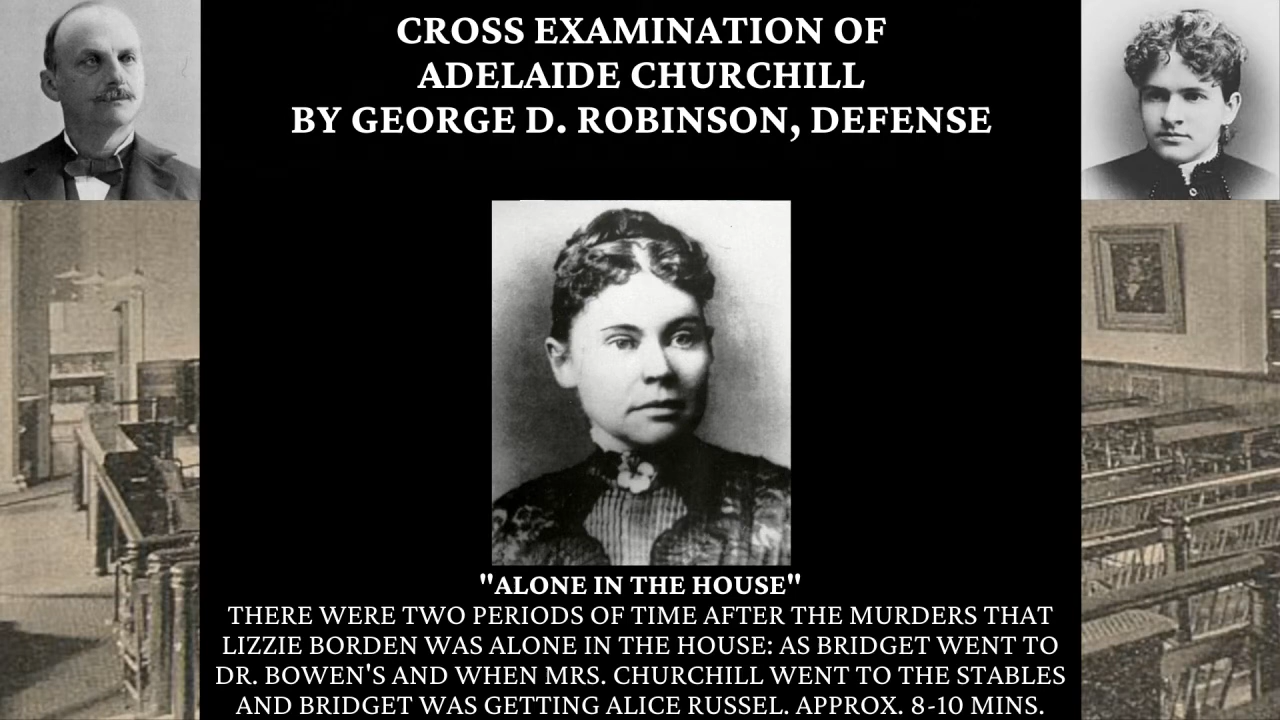 CROSS EXAMINATION OF
ADELAIDE CHURCHILL
BY GEORGE D. ROBINSON, DEFENSE
"ALONE IN THE HOUSE"
THERE WERE TWO PERIODS OF TIME AFTER THE MURDERS THAT
LIZZIE BORDEN WAS ALONE IN THE HOUSE: AS BRIDGET WENT TO
DR. BOWEN'S AND WHEN MRS. CHURCHILL WENT TO THE STABLES
AND BRIDGET WAS GETTING ALICE RUSSEL. APPROX. 8-10 MINS.